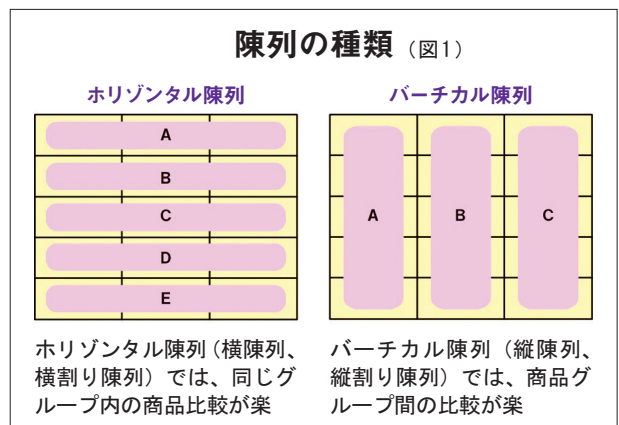 陳列の種類（図1）
ホリゾンタル陳列
A
B
C
D
E
ホリゾンタル陳列（横陳列、
横割り陳列）では、同じグ
ループ内の商品比較が楽
バーチカル陳列
A B C
バーチカル陳列（縦陳列、
縦割り陳列）では、商品グ
ループ間の比較が楽